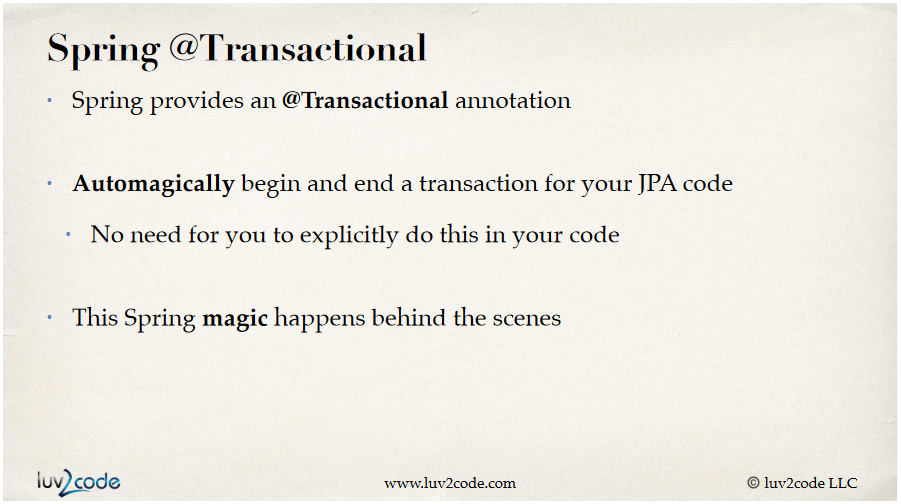 Spring @Transactional
• Spring provides an @Transactional annotation
• Automagically begin and end a transaction for your JPA code
• No need for you to explicitly do this in your code
• This Spring magic happens behind the scenes
luv2code
www.luv2code.com
© luv2code LLC